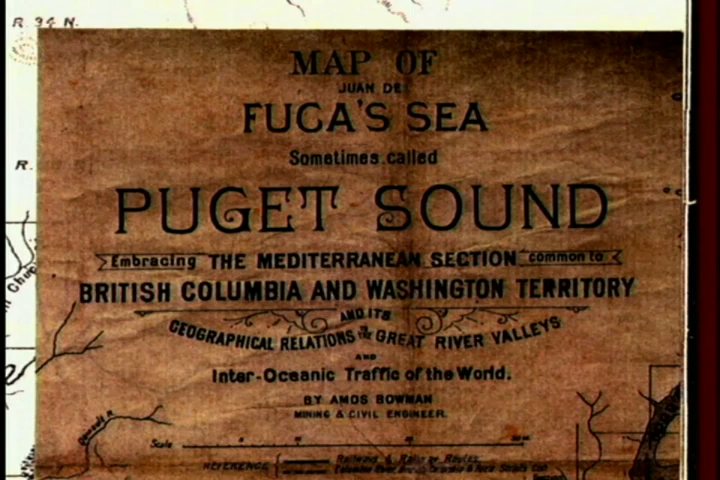 R. 34 N.
MAP OF
JUAN DE
FUCA'S SEA
Sometimes called
PUGET SOUND
Embracing THE MEDITERRANEAN SECTION common to
BRITISH COLUMBIA AND WASHINGTON TERRITORY
AND ITS
GEOGRAPHICAL RELATIONS TO THE GREAT RIVER VALLEYS
AND
Inter-Oceanic Traffic of the World.
BY AMOS BOWMAN
MINING & CIVIL ENGINEER.
Scale
REFERENCE
Railways & Railway Routes.
R.